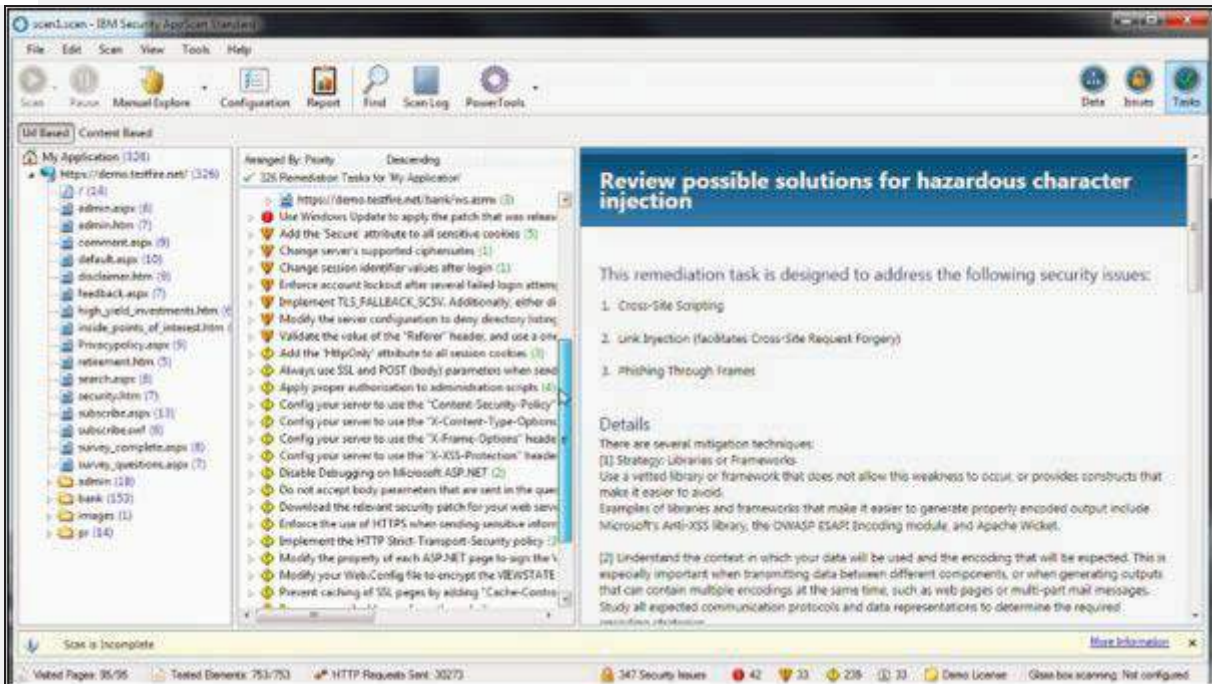 scan1.scan - IBM Security AppScan Standard
File Edit Scan View Tools Help
Scan Pause Manual Explore Configuration Report Find Scan Log PowerTools Data Issues Tasks
Url Based Content Based
My Application (326)
https://demo.testfire.net/ (326)
/ (14)
admin.aspx (6)
admin.htm (7)
comment.aspx (9)
default.aspx (10)
disclaimer.htm (9)
feedback.aspx (7)
high_yield_investments.htm (6
inside_points_of_interest.htm (
Privacypolicy.aspx (9)
retirement.htm (5)
search.aspx (8)
security.htm (7)
subscribe.aspx (13)
subscribe.swf (8)
survey_complete.aspx (8)
survey_questions.aspx (7)
admin (18)
bank (153)
images (1)
pr (14)
Arranged By: Priority Descending
326 Remediation Tasks for 'My Application'
https://demo.testfire.net/bank/ws.asmx (3)
Use Windows Update to apply the patch that was releas
Add the 'Secure' attribute to all sensitive cookies (5)
Change server's supported ciphersuites (1)
Change session identifier values after login (1)
Enforce account lockout after several failed login attemp
Implement TLS_FALLBACK_SCSV. Additionally, either di
Modify the server configuration to deny directory listing
Validate the value of the "Referer" header, and use a one
Add the 'HttpOnly' attribute to all session cookies (3)
Always use SSL and POST (body) parameters when send
Apply proper authorization to administration scripts (4)
Config your server to use the "Content-Security-Policy"
Config your server to use the "X-Content-Type-Options
Config your server to use the "X-Frame-Options" heade
Config your server to use the "X-XSS-Protection" header
Disable Debugging on Microsoft ASP.NET (2)
Do not accept body parameters that are sent in the quer
Download the relevant security patch for your web serve
Enforce the use of HTTPS when sending sensitive inform
Implement the HTTP Strict-Transport-Security policy
Modify the property of each ASP.NET page to sign the V
Modify your Web.Config file to encrypt the VIEWSTATE
Prevent caching of SSL pages by adding "Cache-Contro
Review possible solutions for hazardous character
injection
This remediation task is designed to address the following security issues:
1. Cross-Site Scripting
2. Link Injection (facilitates Cross-Site Request Forgery)
3. Phishing Through Frames
Details
There are several mitigation techniques:
[1] Strategy: Libraries or Frameworks
Use a vetted library or framework that does not allow this weakness to occur, or provides constructs that
make it easier to avoid.
Examples of libraries and frameworks that make it easier to generate properly encoded output include
Microsoft's Anti-XSS library, the OWASP ESAPI Encoding module, and Apache Wicket.
[2] Understand the context in which your data will be used and the encoding that will be expected. This is
especially important when transmitting data between different components, or when generating outputs
that can contain multiple encodings at the same time, such as web pages or multi-part mail messages.
Study all expected communication protocols and data representations to determine the required
Scan is Incomplete More Information
Visited Pages: 95/95 Tested Elements: 753/753 HTTP Requests Sent: 30273 347 Security Issues 42 33 239 33 Demo License Glass box scanning: Not configured